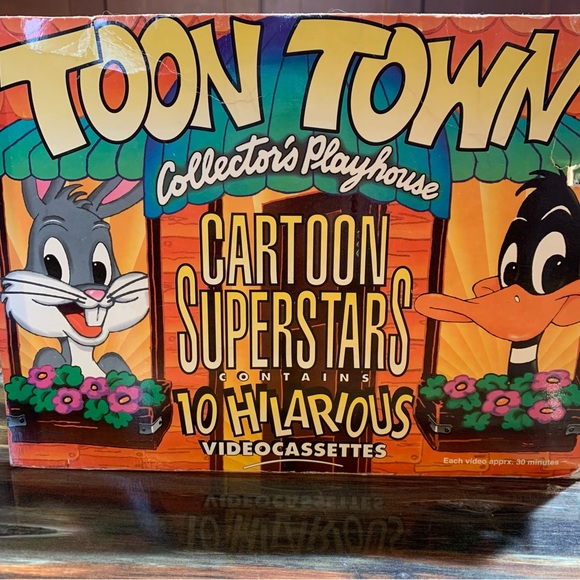 TOON TOWN
Collector's Playhouse
CARTOON
SUPERSTARS
CONTAINS
10 HILARIOUS
VIDEOCASSETTES
Each video apprx. 30 minutes